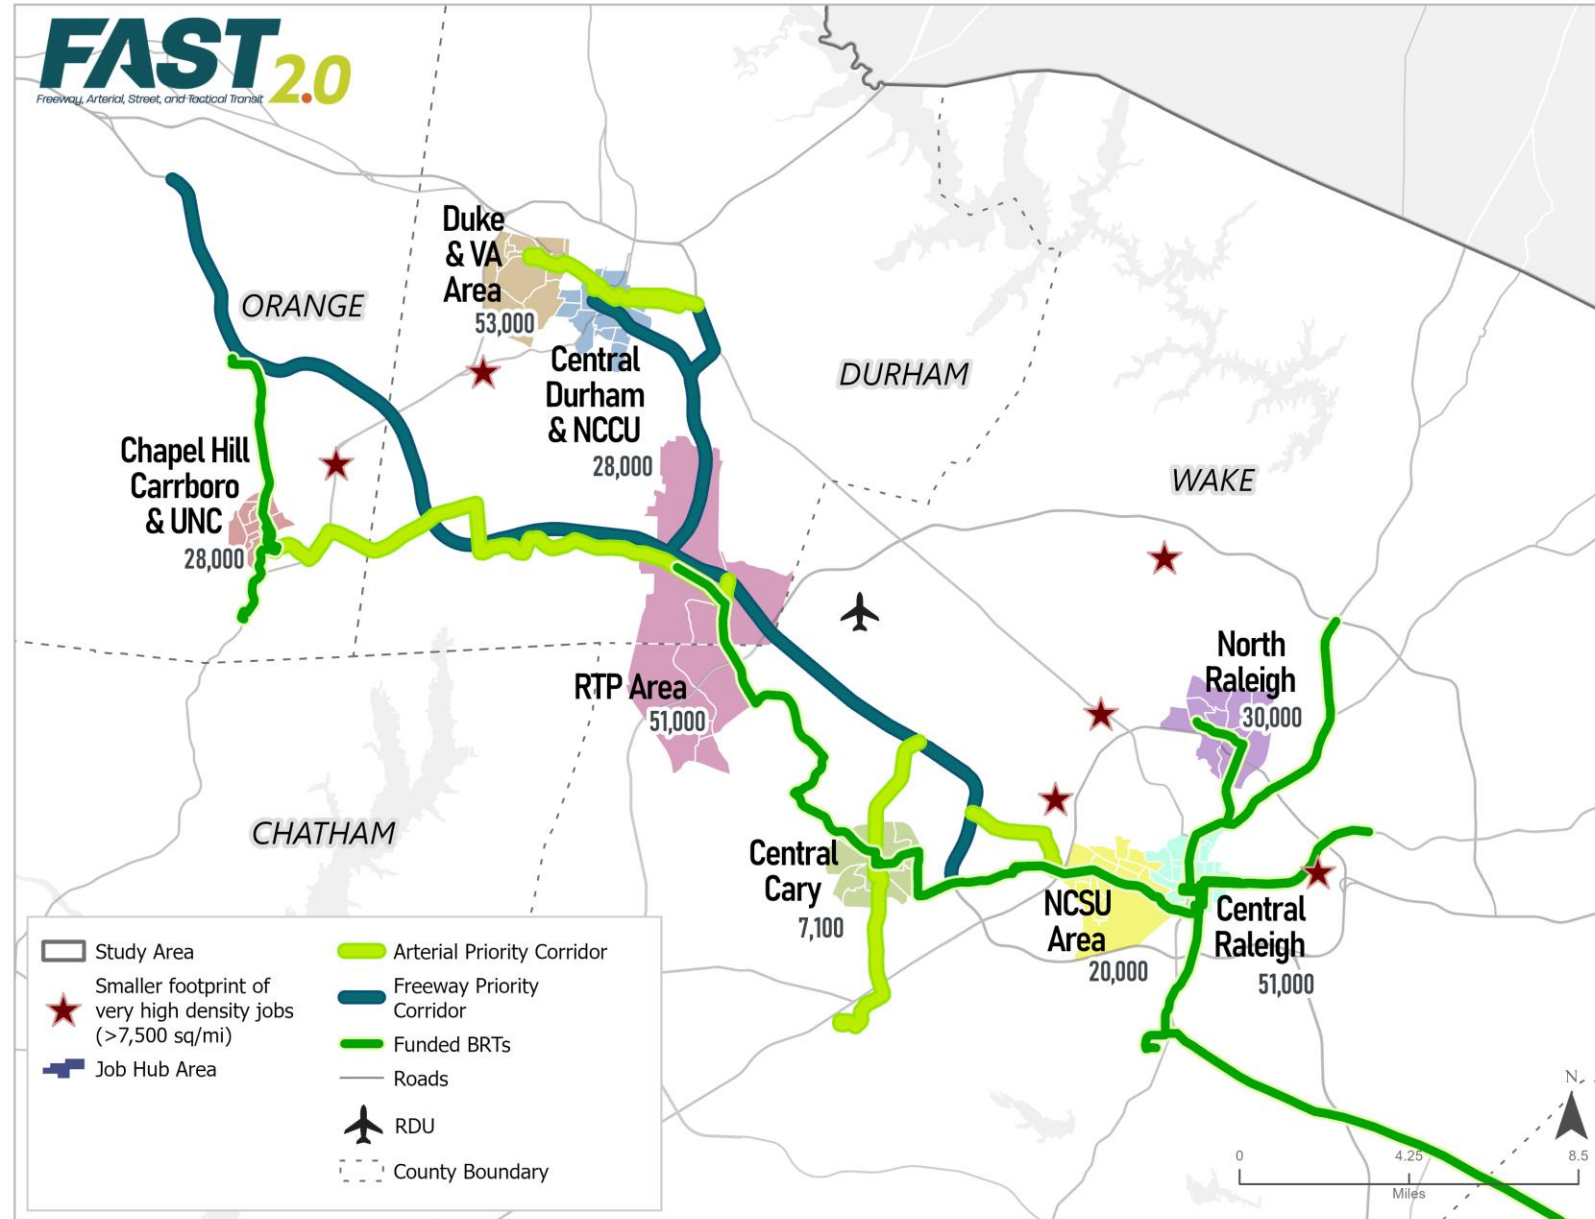 FAST 2.0
Freeway, Arterial, Street, and Tactical Transit
ORANGE
Duke
& VA
Area
53,000
Central
Durham
& NCCU
28,000
DURHAM
WAKE
Chapel Hill
Carrboro
& UNC
28,000
RTP Area
51,000
North
Raleigh
30,000
CHATHAM
Central
Cary
7,100
NCSU
Area
20,000
Central
Raleigh
51,000
Study Area
Smaller footprint of
very high density jobs
(>7,500 sq/mi)
Job Hub Area
Arterial Priority Corridor
Freeway Priority
Corridor
Funded BRTs
Roads
RDU
County Boundary
N
0 4.25 8.5
Miles